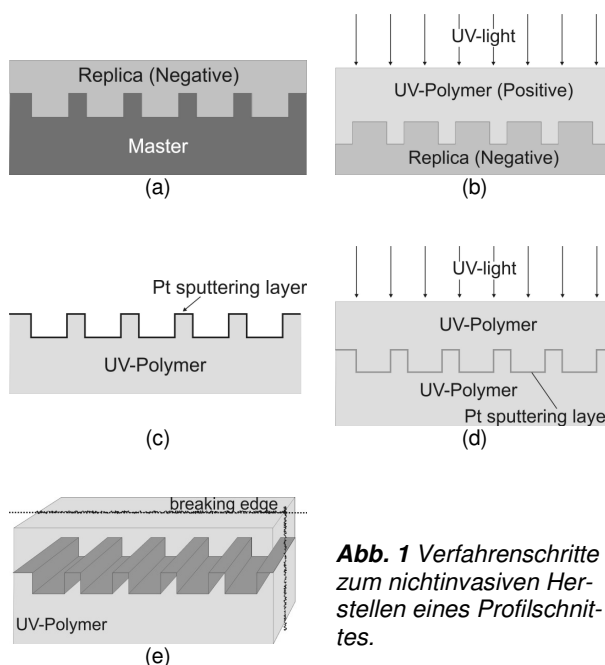 Replica (Negative)
Master
(a)
UV-light
UV-Polymer (Positive)
Replica (Negative)
(b)
Pt sputtering layer
UV-Polymer
(c)
UV-light
UV-Polymer
UV-Polymer
Pt sputtering laye
(d)
breaking edge
UV-Polymer
(e)
Abb. 1 Verfahrenschritte
zum nichtinvasiven Her-
stellen eines Profilschnit-
tes.